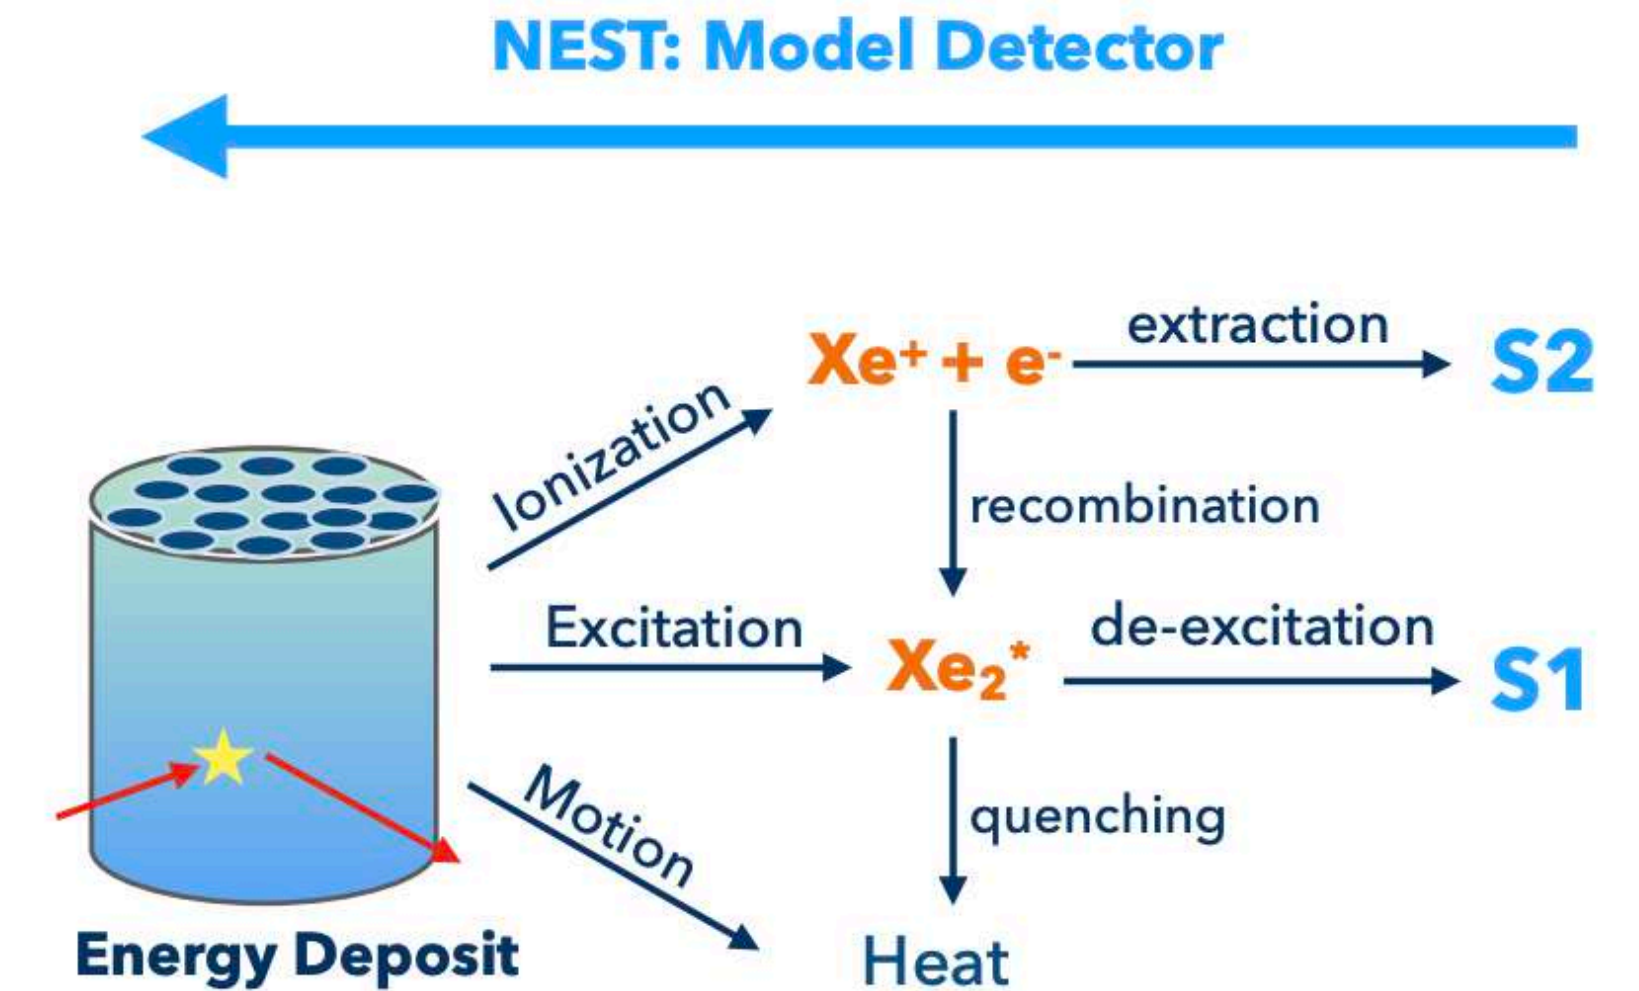 NEST: Model Detector
Xe⁺ + e⁻
extraction
S2
Ionization
recombination
Excitation
Xe₂*
de-excitation
S1
Motion
quenching
Energy Deposit
Heat